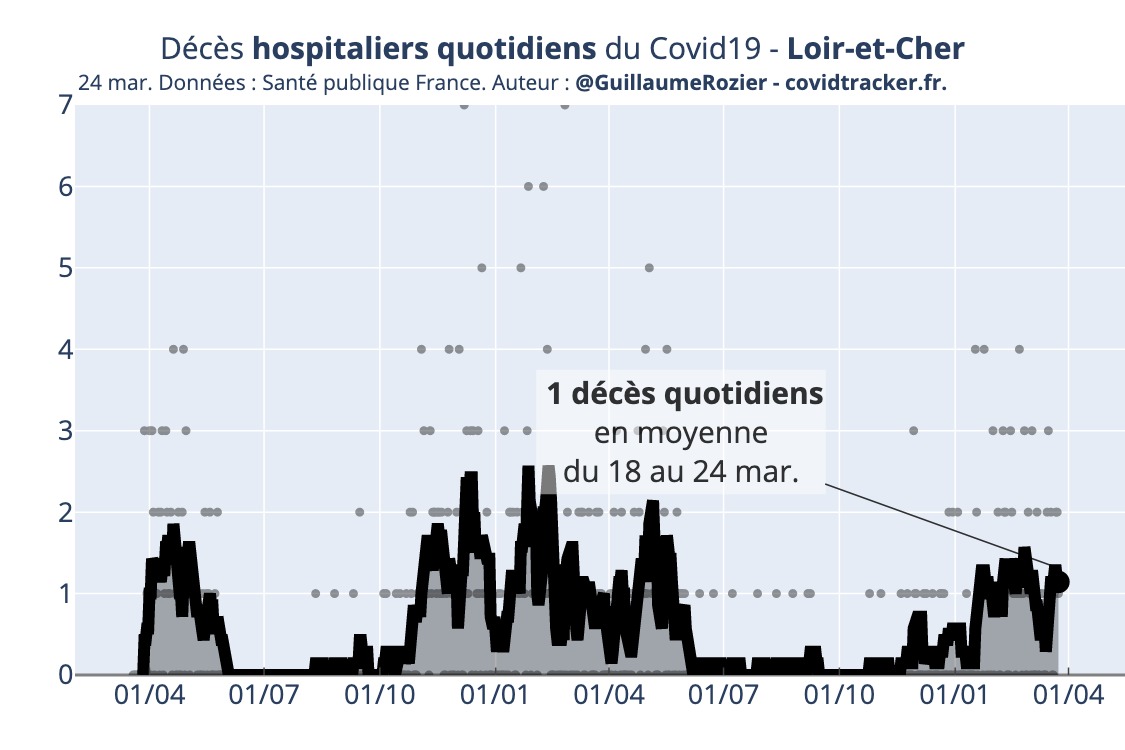 Décès hospitaliers quotidiens du Covid19 - Loir-et-Cher
24 mar. Données : Santé publique France. Auteur : @GuillaumeRozier - covidtracker.fr.
7
6
5
4
3
2
1
0
1 décès quotidiens
en moyenne
du 18 au 24 mar.
01/04 01/07 01/10 01/01 01/04 01/07 01/10 01/01 01/04